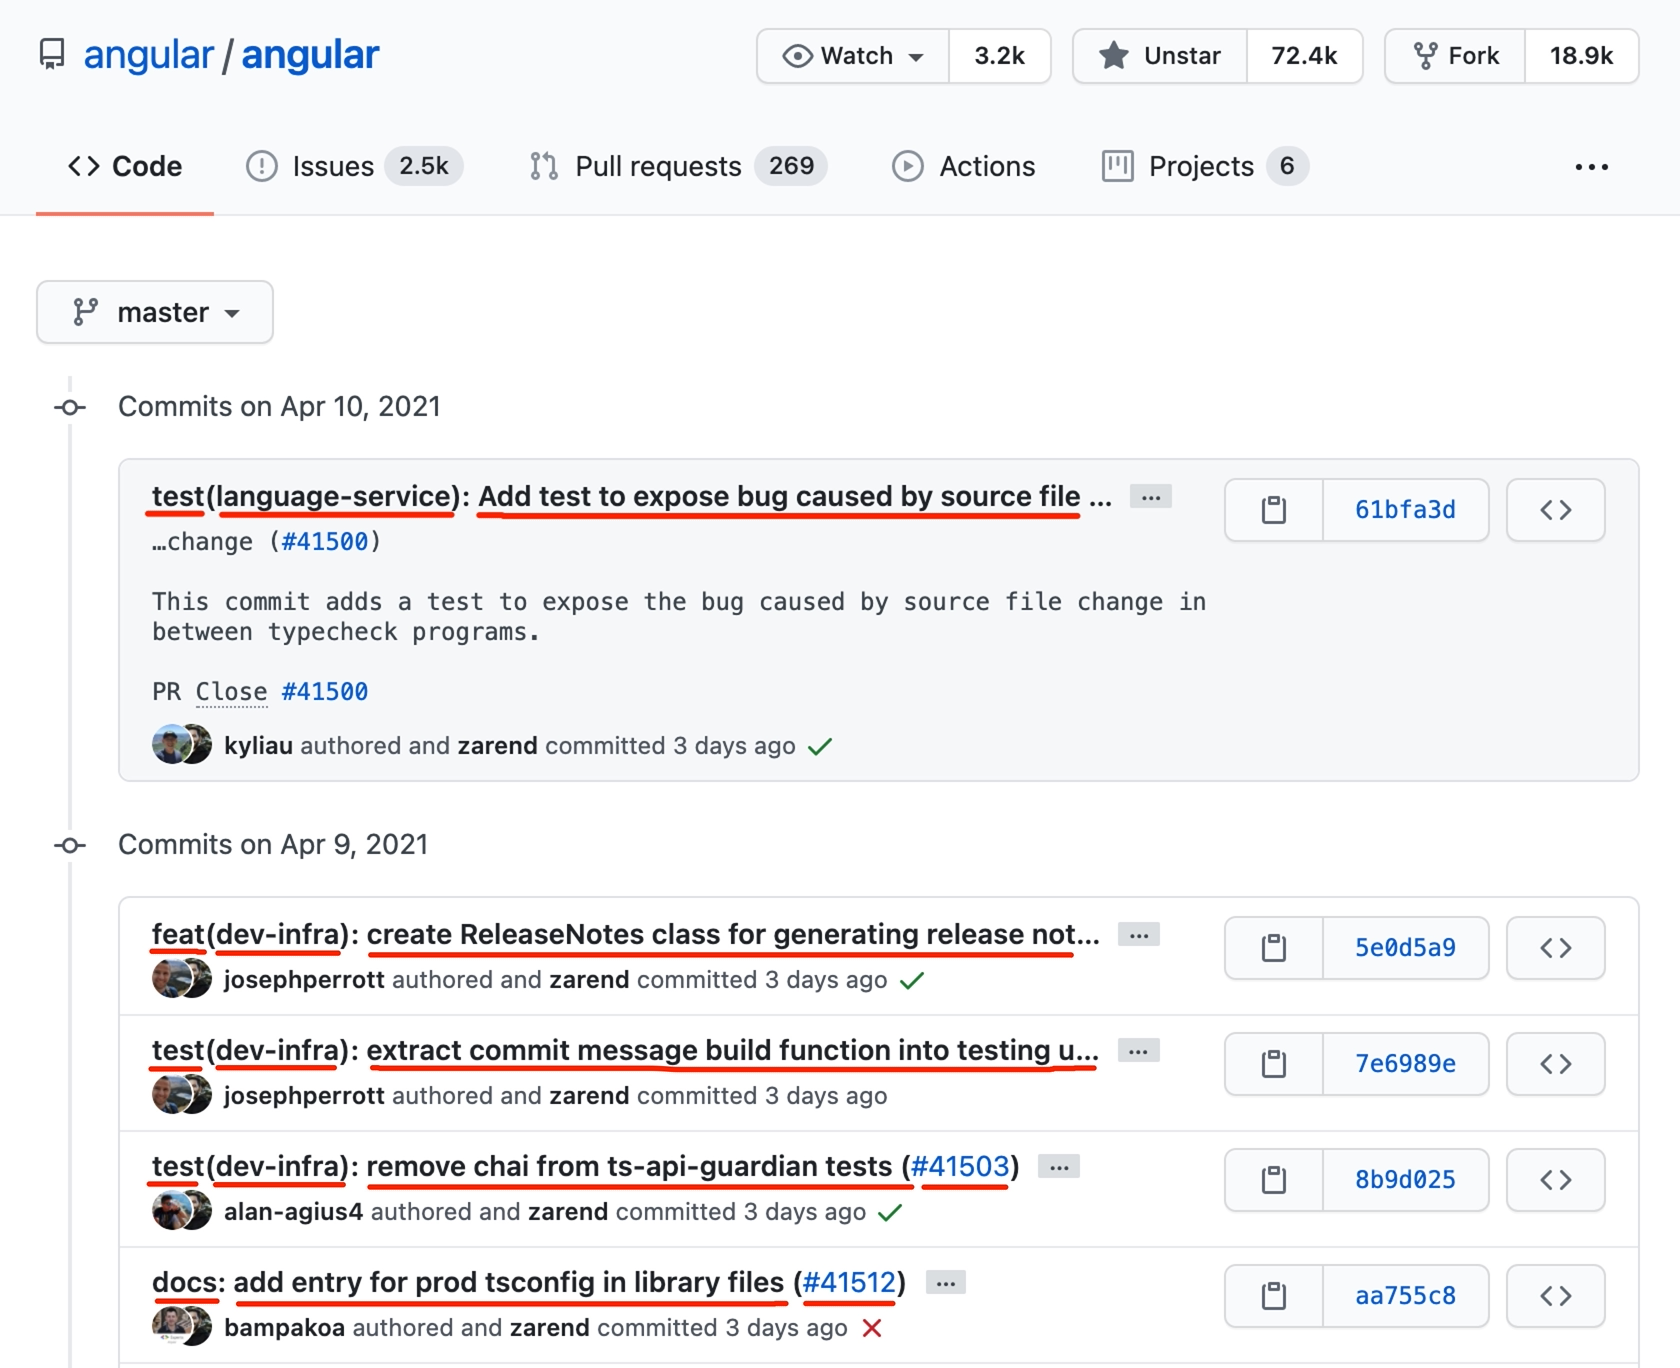 angular / angular
Watch 3.2k
Unstar 72.4k
Fork 18.9k
Code
Issues 2.5k
Pull requests 269
Actions
Projects 6
...
master
Commits on Apr 10, 2021
test(language-service): Add test to expose bug caused by source file ... …
61bfa3d
…change (#41500)
This commit adds a test to expose the bug caused by source file change in
between typecheck programs.
PR Close #41500
kyliau authored and zarend committed 3 days ago
Commits on Apr 9, 2021
feat(dev-infra): create ReleaseNotes class for generating release not... …
5e0d5a9
josephperrott authored and zarend committed 3 days ago
test(dev-infra): extract commit message build function into testing u... …
7e6989e
josephperrott authored and zarend committed 3 days ago
test(dev-infra): remove chai from ts-api-guardian tests (#41503) …
8b9d025
alan-agius4 authored and zarend committed 3 days ago
docs: add entry for prod tsconfig in library files (#41512) …
aa755c8
bampakoa authored and zarend committed 3 days ago